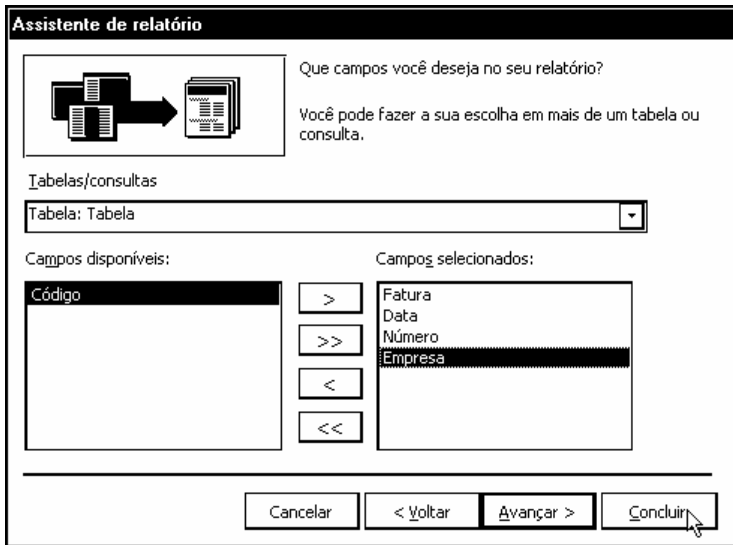 Assistente de relatório
Que campos você deseja no seu relatório?
Você pode fazer a sua escolha em mais de um tabela ou
consulta.
Tabelas/consultas
Tabela: Tabela
Campos disponíveis:
Código
>
>>
<
<<
Campos selecionados:
Fatura
Data
Número
Empresa
Cancelar
< Voltar
Avançar >
Concluir